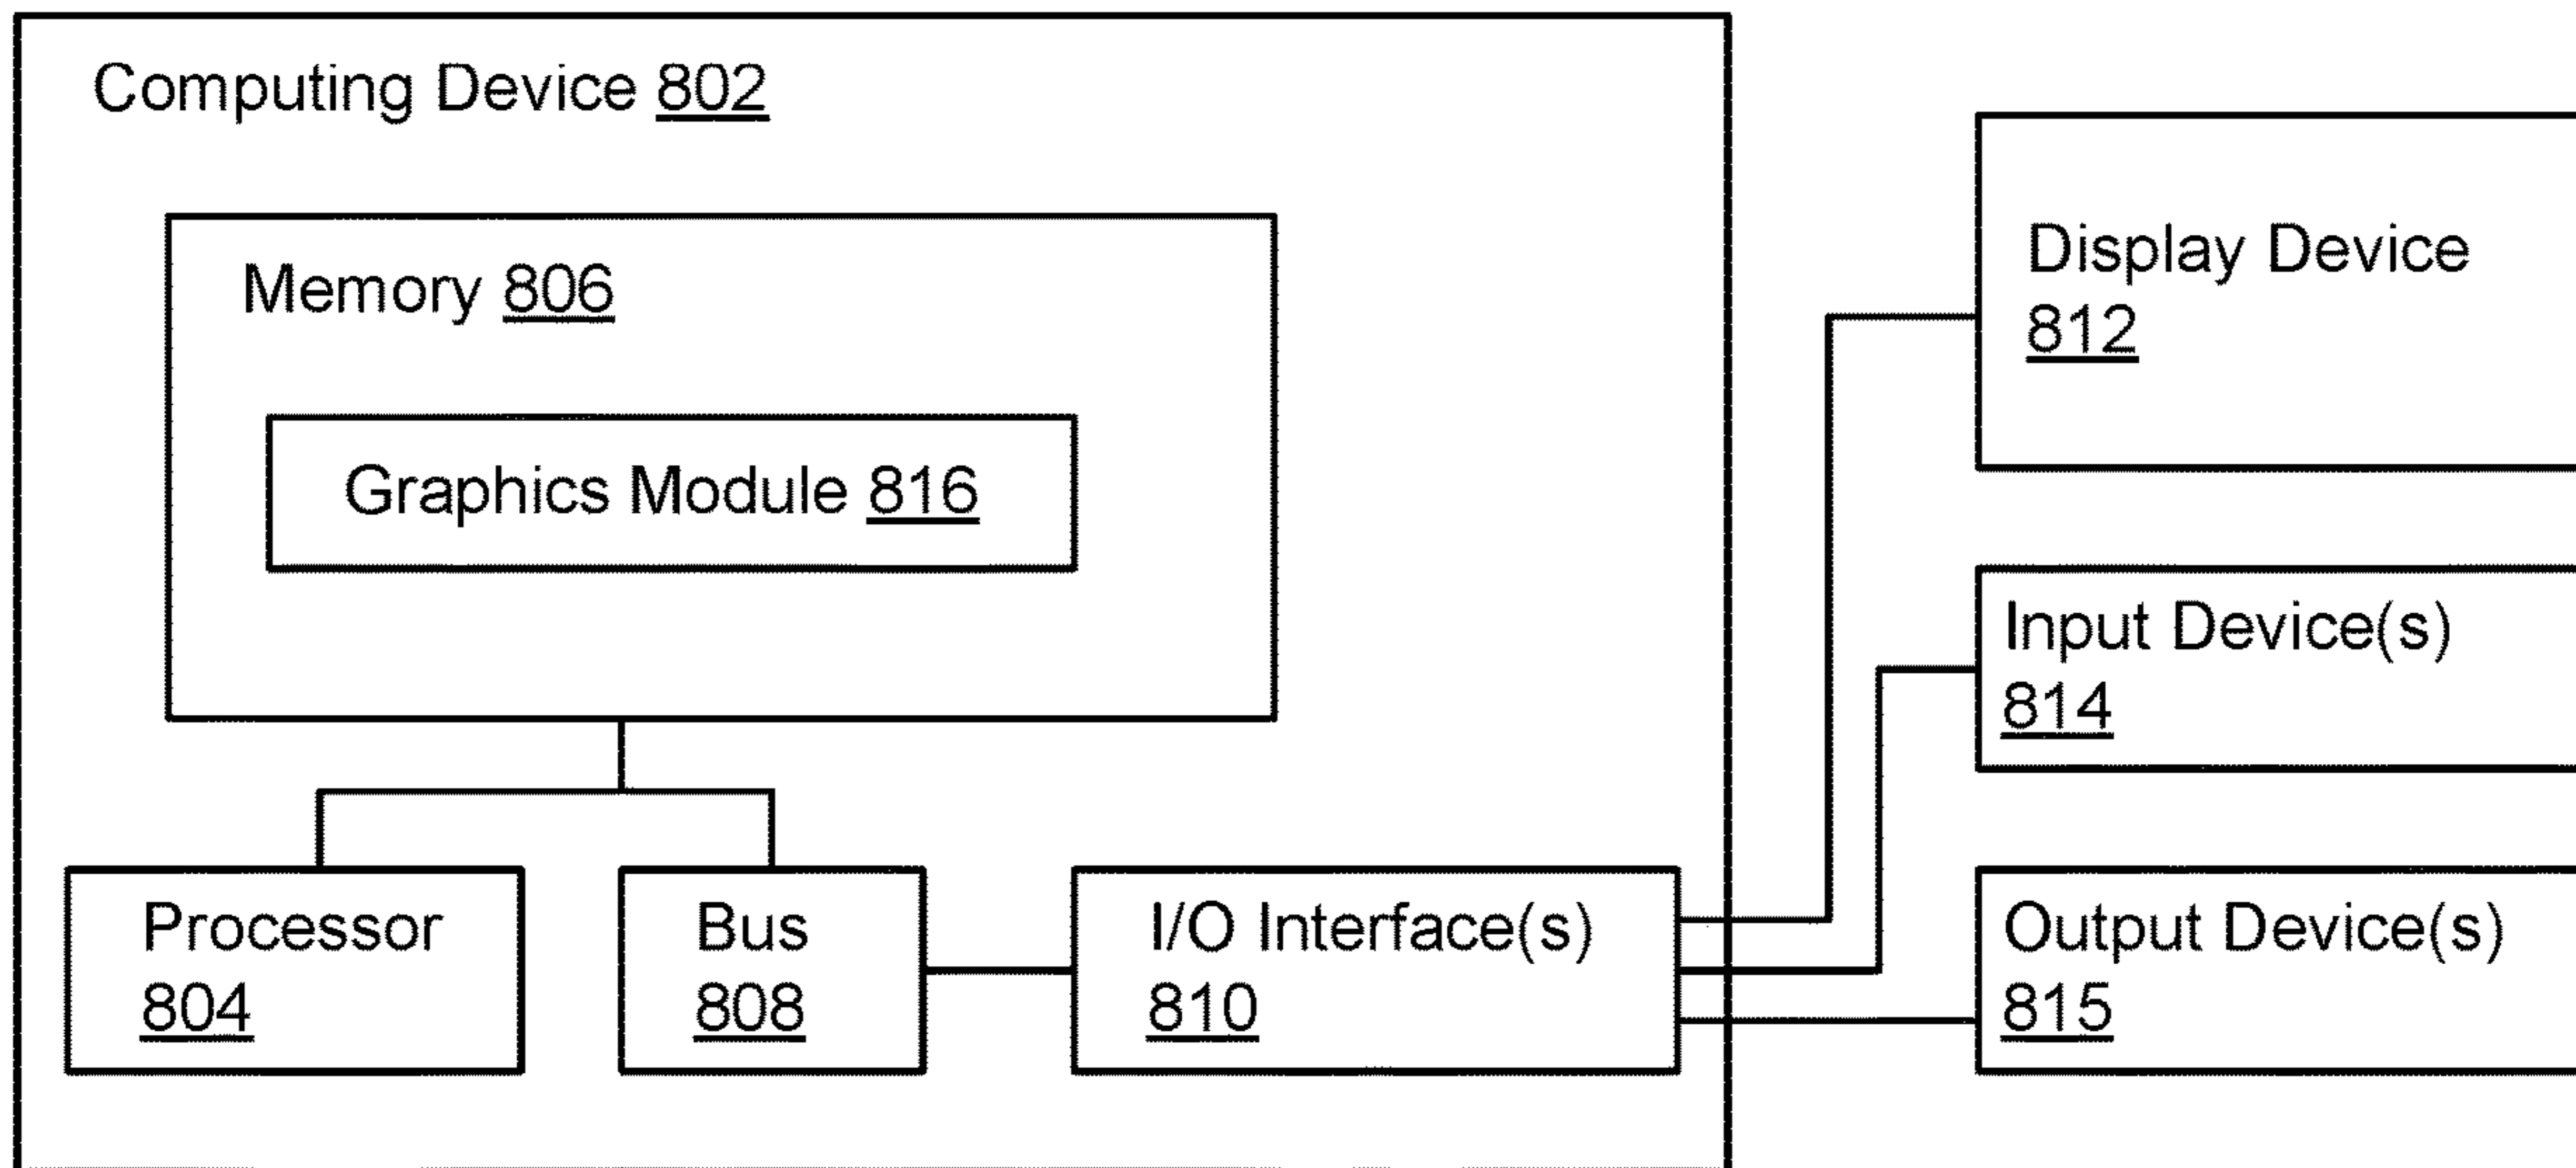 Computing Device 802
Memory 806
Graphics Module 816
Processor
804
Bus
808
I/O Interface(s)
810
Display Device
812
Input Device(s)
814
Output Device(s)
815